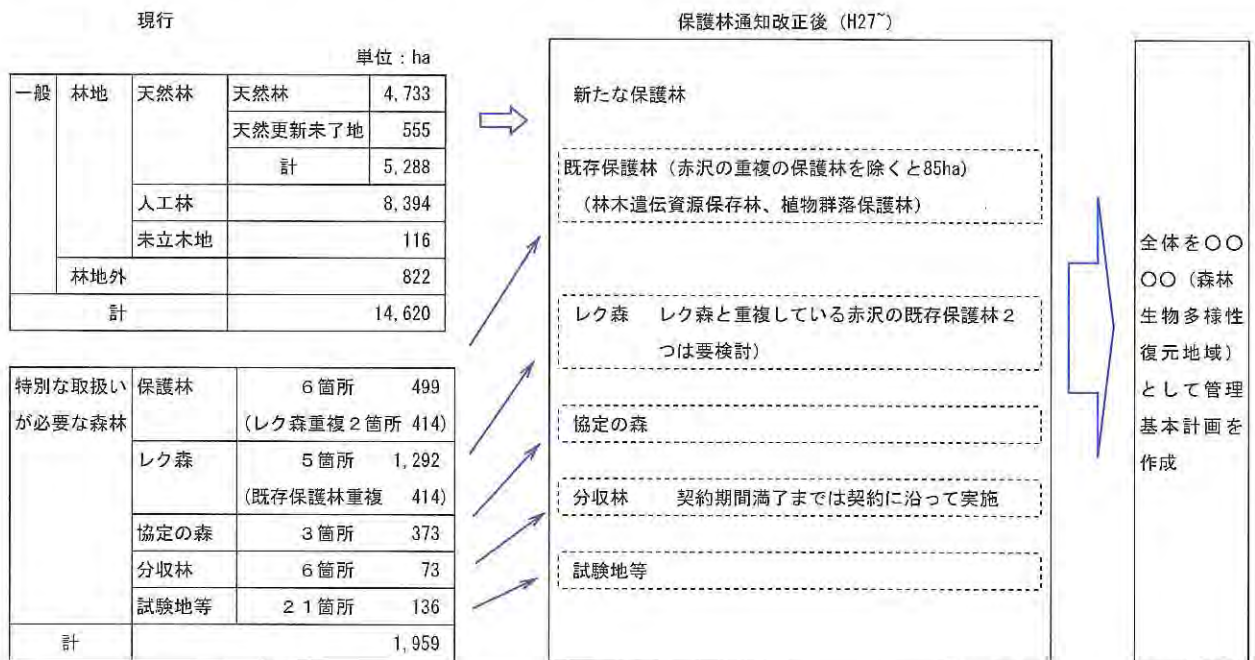 現行
単位：ha
一般 林地 天然林 天然林 4,733
天然更新未了地 555
計 5,288
人工林 8,394
未立木地 116
林地外 822
計 14,620
特別な取扱い
が必要な森林
保護林 6箇所 499
(レク森重複2箇所 414)
レク森 5箇所 1,292
(既存保護林重複 414)
協定の森 3箇所 373
分収林 6箇所 73
試験地等 21箇所 136
計 1,959
保護林通知改正後（H27~）
新たな保護林
既存保護林（赤沢の重複の保護林を除くと85ha）
（林木遺伝資源保存林、植物群落保護林）
レク森 レク森と重複している赤沢の既存保護林２
つは要検討）
協定の森
分収林 契約期間満了までは契約に沿って実施
試験地等
全体を〇〇
〇〇（森林
生物多様性
復元地域）
として管理
基本計画を
作成